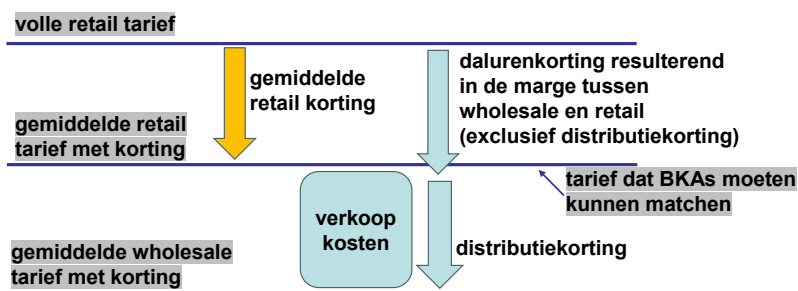 volle retail tarief
gemiddelde
retail korting
dalurenkorting resulterend
in de marge tussen
wholesale en retail
(exclusief distributiekorting)
gemiddelde retail
tarief met korting
tarief dat BKAs moeten
kunnen matchen
verkoop
kosten
distributiekorting
gemiddelde wholesale
tarief met korting